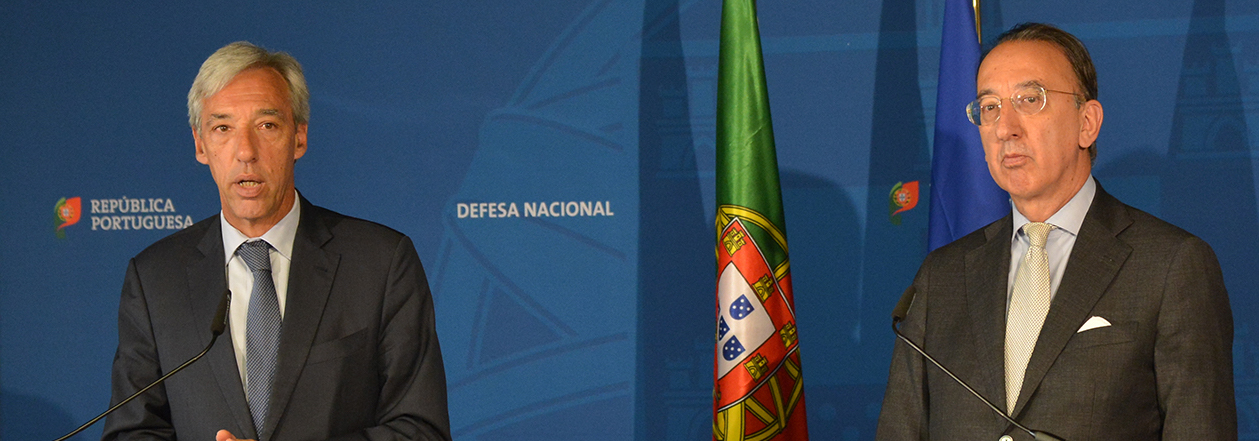 REPÚBLICA
PORTUGUESA
DEFESA NACIONAL